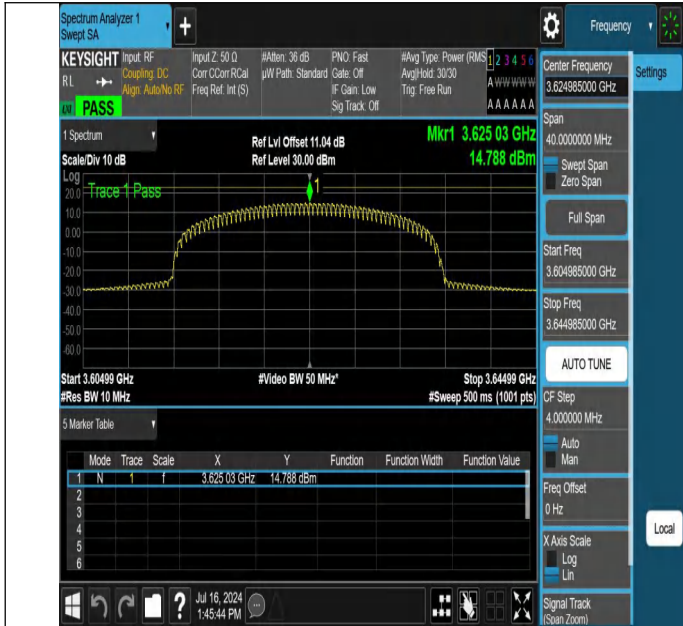 Spectrum Analyzer 1
Swept SA
+
Frequency
KEYSIGHT
RL
PASS
Input: RF
Coupling: DC
Align: Auto/No RF
Input Z: 50 Ω
Corr CCorr RCal
Freq Ref: Int (S)
#Atten: 36 dB
µW Path: Standard
PNO: Fast
Gate: Off
IF Gain: Low
Sig Track: Off
#Avg Type: Power (RMS
Avg|Hold: 30/30
Trig: Free Run
1 2 3 4 5 6
A W W W W W
A A A A A A
1 Spectrum
Scale/Div 10 dB
Ref Lvl Offset 11.04 dB
Ref Level 30.00 dBm
Mkr1 3.625 03 GHz
14.788 dBm
Log
Trace 1 Pass
1
20.0
10.0
0.00
-10.0
-20.0
-30.0
-40.0
-50.0
-60.0
Start 3.60499 GHz
#Res BW 10 MHz
#Video BW 50 MHz*
Stop 3.64499 GHz
#Sweep 500 ms (1001 pts)
5 Marker Table
Mode Trace Scale X Y Function Function Width Function Value
1 N 1 f 3.625 03 GHz 14.788 dBm
2
3
4
5
6
Jul 16, 2024
1:45:44 PM
Center Frequency
3.624985000 GHz
Settings
Span
40.0000000 MHz
Swept Span
Zero Span
Full Span
Start Freq
3.604985000 GHz
Stop Freq
3.644985000 GHz
AUTO TUNE
CF Step
4.000000 MHz
Auto
Man
Freq Offset
0 Hz
X Axis Scale
Log
Lin
Local
Signal Track
(Span Zoom)